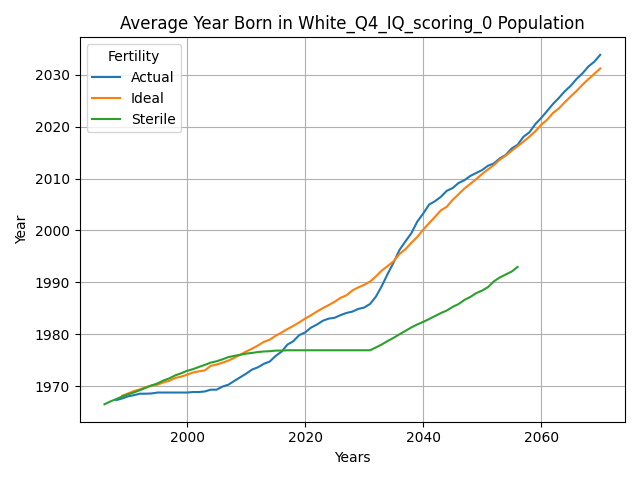 Average Year Born in White_Q4_IQ_scoring_0 Population
Fertility
Actual
Ideal
Sterile
Year
2030
2020
2010
2000
1990
1980
1970
2000
2020
2040
2060
Years